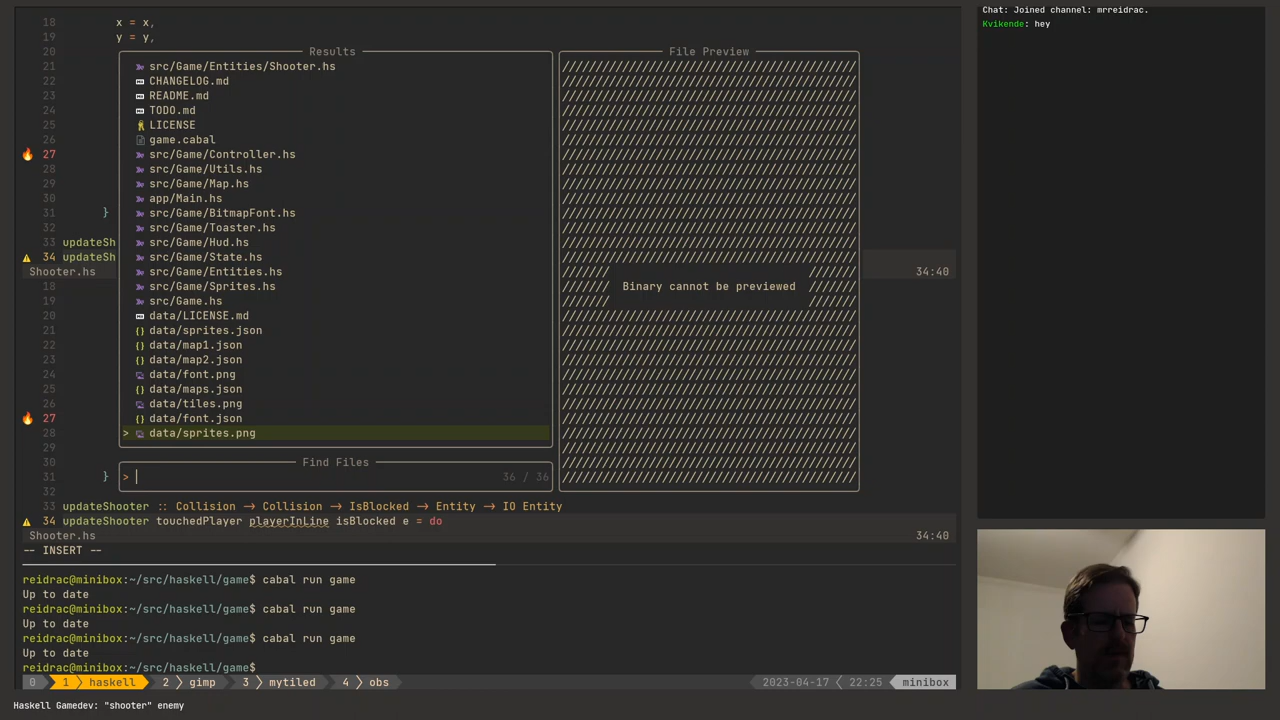 18 x = x,
19 y = y,
20
Results
File Preview
21
22
23
24
25
26
27
28
29
30
31 }
32
33 updateSh
34 updateSh
src/Game/Entities/Shooter.hs
CHANGELOG.md
README.md
TODO.md
LICENSE
game.cabal
src/Game/Controller.hs
src/Game/Utils.hs
src/Game/Map.hs
app/Main.hs
src/Game/BitmapFont.hs
src/Game/Toaster.hs
src/Game/Hud.hs
src/Game/State.hs
src/Game/Entities.hs
src/Game/Sprites.hs
src/Game.hs
data/LICENSE.md
data/sprites.json
data/map1.json
data/map2.json
data/font.png
data/maps.json
data/tiles.png
data/font.json
> data/sprites.png
Binary cannot be previewed
Shooter.hs 34:40
18
19
20
21
22
23
24
25
26
27
28
29
30
31 }
32
Find Files
> 36 / 36
33 updateShooter :: Collision → Collision → IsBlocked → Entity → IO Entity
34 updateShooter touchedPlayer playerInLine isBlocked e = do
Shooter.hs 34:40
-- INSERT --
reidrac@minibox:~/src/haskell/game$ cabal run game
Up to date
reidrac@minibox:~/src/haskell/game$ cabal run game
Up to date
reidrac@minibox:~/src/haskell/game$ cabal run game
Up to date
reidrac@minibox:~/src/haskell/game$
0 1 haskell 2 gimp 3 mytiled 4 obs 2023-04-17 22:25 minibox
Haskell Gamedev: "shooter" enemy
Chat: Joined channel: mrreidrac.
Kvikende: hey